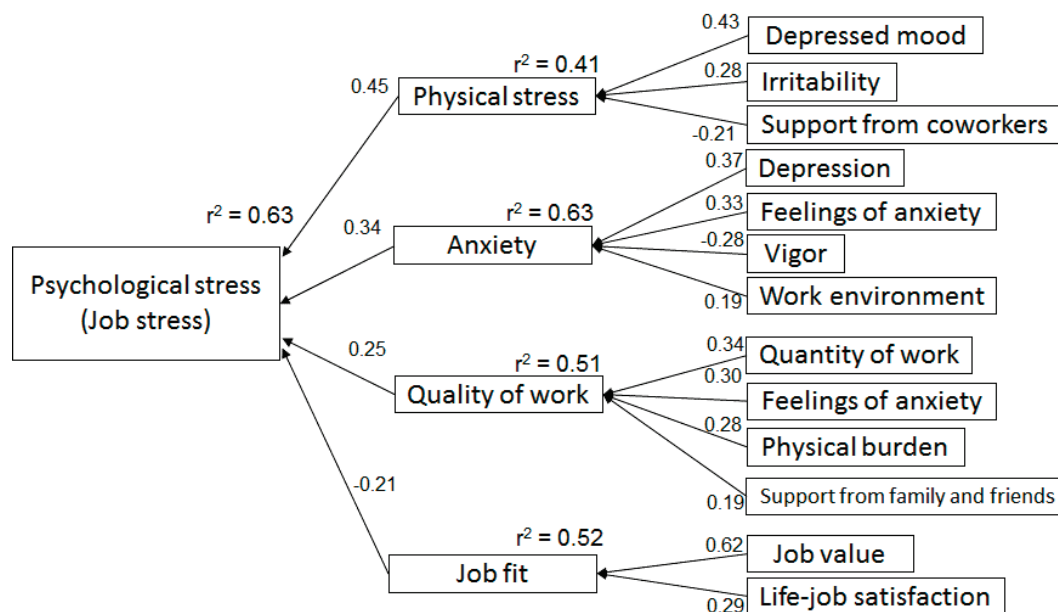 0.43
Depressed mood
r² = 0.41
0.45
Physical stress
0.28
Irritability
-0.21
Support from coworkers
0.37
Depression
r² = 0.63
r² = 0.63
0.34
Anxiety
0.33
Feelings of anxiety
-0.28
Vigor
0.19
Work environment
Psychological stress
(Job stress)
0.25
r² = 0.51
Quality of work
0.34
Quantity of work
0.30
Feelings of anxiety
0.28
Physical burden
0.19
Support from family and friends
-0.21
r² = 0.52
Job fit
0.62
Job value
0.29
Life-job satisfaction